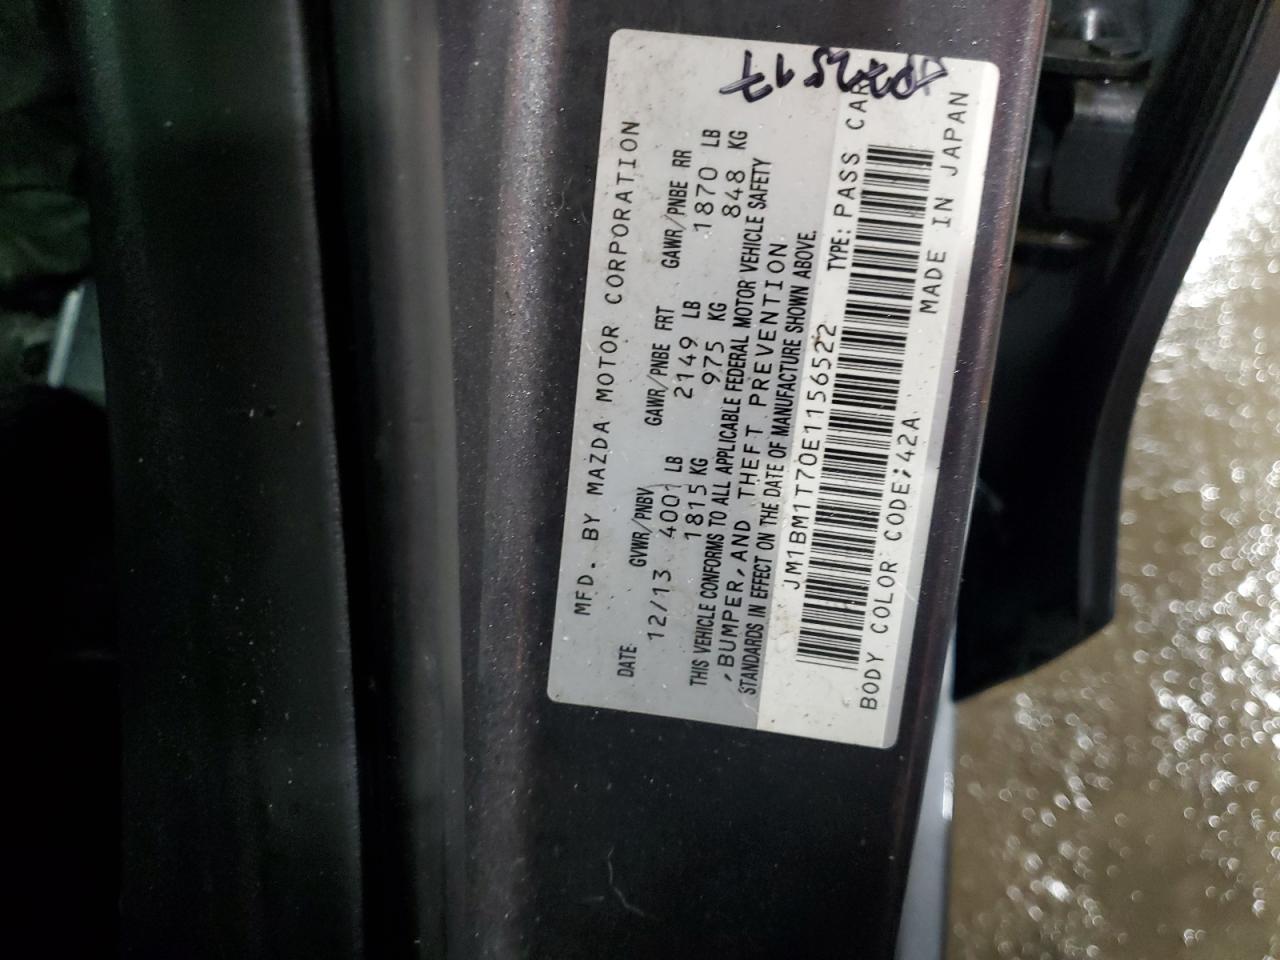 MFD. BY MAZDA MOTOR CORPORATION
DATE GVWR/PNBV GAWR/PNBE FRT GAWR/PNBE RR
12/13 4001 LB 2149 LB 1870 LB
1815 KG 975 KG 848 KG
THIS VEHICLE CONFORMS TO ALL APPLICABLE FEDERAL MOTOR VEHICLE SAFETY
,BUMPER,AND THEFT PREVENTION
STANDARDS IN EFFECT ON THE DATE OF MANUFACTURE SHOWN ABOVE.
JM1BM1T70E1156522 TYPE: PASS CAR
BODY COLOR CODE;42A
MADE IN JAPAN